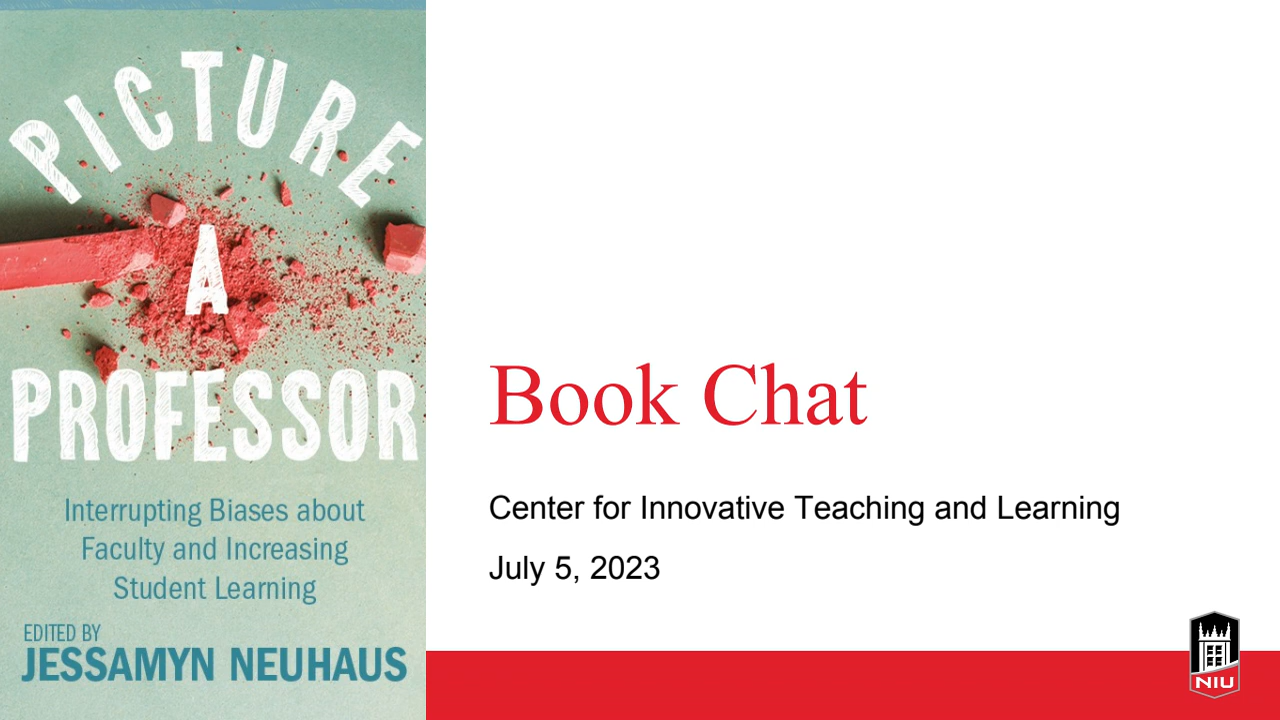 PICTURE
A
PROFESSOR
Interrupting Biases about
Faculty and Increasing
Student Learning
EDITED BY
JESSAMYN NEUHAUS
Book Chat
Center for Innovative Teaching and Learning
July 5, 2023
NIU